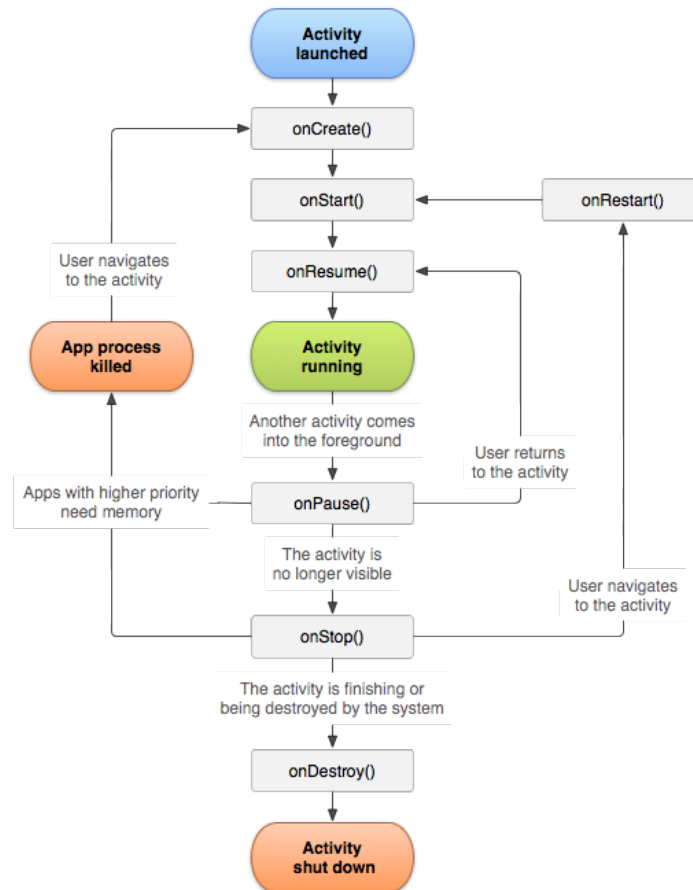 Activity
launched
onCreate()
onStart()
onRestart()
User navigates
to the activity
onResume()
App process
killed
Activity
running
Another activity comes
into the foreground
User returns
to the activity
Apps with higher priority
need memory
onPause()
The activity is
no longer visible
User navigates
to the activity
onStop()
The activity is finishing or
being destroyed by the system
onDestroy()
Activity
shut down